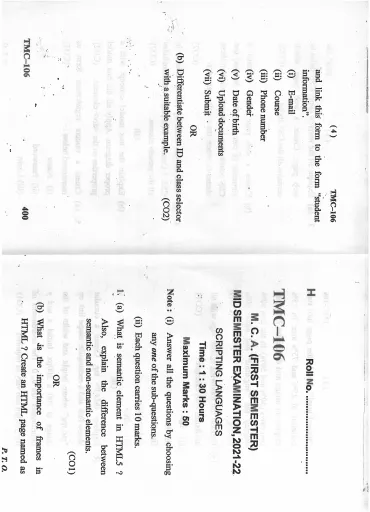 H
Roll No. ..............................
TMC-106
M. C. A. (FIRST SEMESTER)
MID SEMESTER EXAMINATION, 2021-22
SCRIPTING LANGUAGES
Time : 1 : 30 Hours
Maximum Marks : 50
Note : (i) Answer all the questions by choosing
any one of the sub-questions.
(ii) Each question carries 10 marks.
1. (a) What is semantic element in HTML5 ?
Also, explain the difference between
semantic and non-semantic elements.
(CO1)
OR
(b) What is the importance of frames in
HTML ? Create an HTML page named as
P. T. O.
(4)
TMC-106
and link this form to the form "student
information".
(i) E-mail
(ii) Course
(iii) Phone number
(iv) Gender
(v) Date of birth
(vi) Upload documents
(vii) Submit
OR
(b) Differentiate between ID and class selector
with a suitable example. (CO2)
TMC-106
400